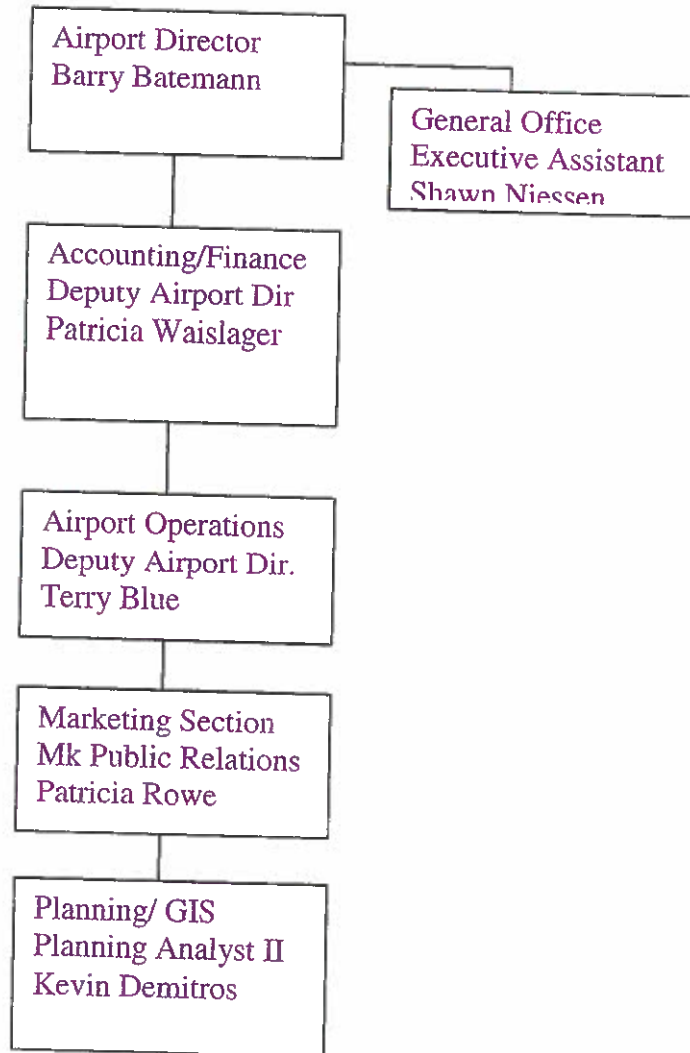 Airport Director
Barry Batemann
General Office
Executive Assistant
Shawn Niessen
Accounting/Finance
Deputy Airport Dir
Patricia Waislager
Airport Operations
Deputy Airport Dir.
Terry Blue
Marketing Section
Mk Public Relations
Patricia Rowe
Planning/ GIS
Planning Analyst II
Kevin Demitros